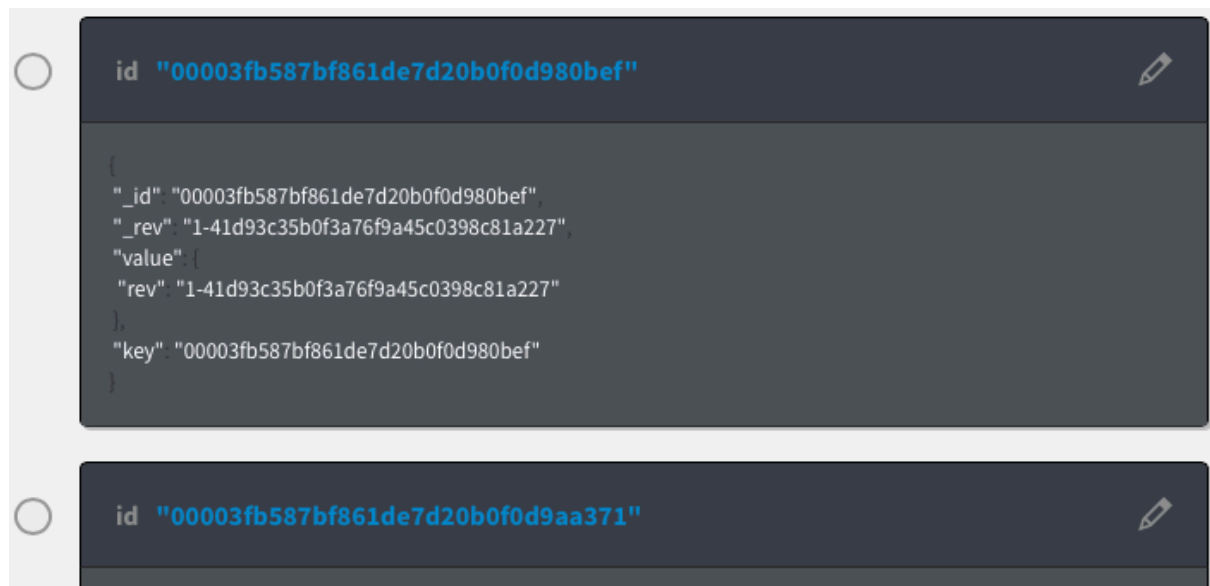 id "00003fb587bf861de7d20b0f0d980bef"
{
"_id": "00003fb587bf861de7d20b0f0d980bef",
"_rev": "1-41d93c35b0f3a76f9a45c0398c81a227",
"value": {
"rev": "1-41d93c35b0f3a76f9a45c0398c81a227"
},
"key": "00003fb587bf861de7d20b0f0d980bef"
}
id "00003fb587bf861de7d20b0f0d9aa371"